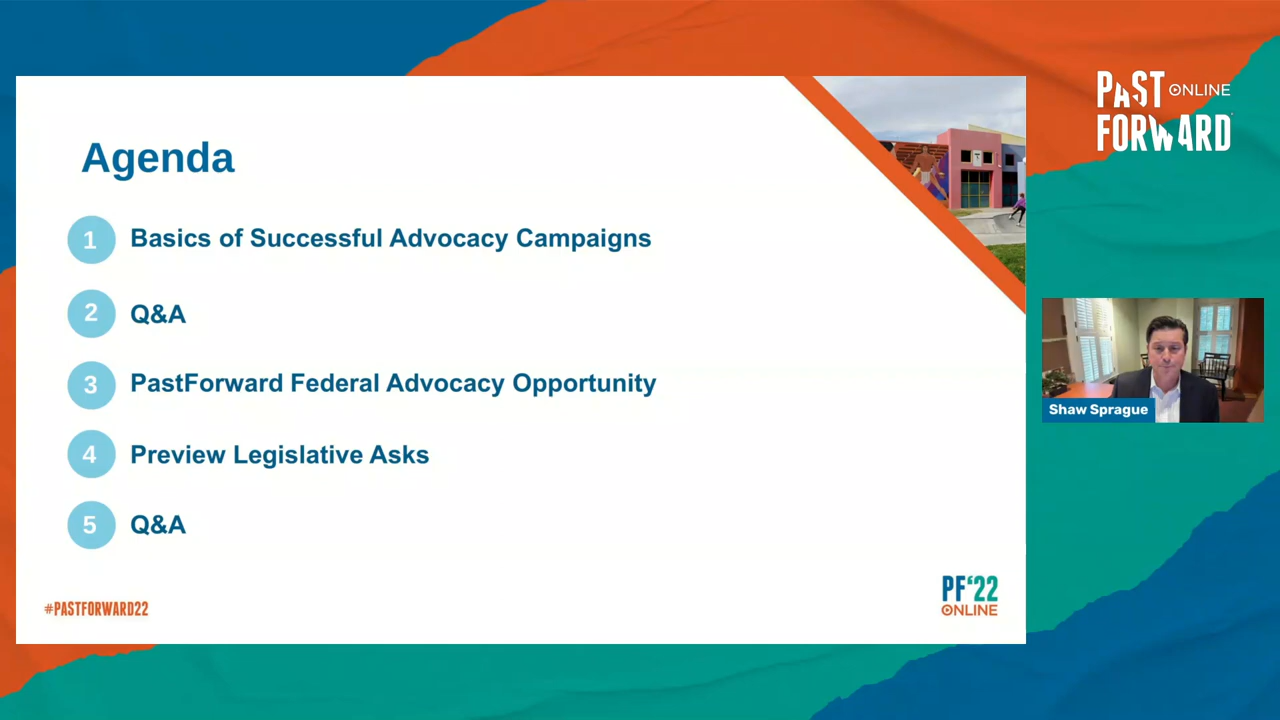 Agenda
1 Basics of Successful Advocacy Campaigns
2 Q&A
3 PastForward Federal Advocacy Opportunity
4 Preview Legislative Asks
5 Q&A
#PASTFORWARD22
PF‘22
ONLINE
PAST ONLINE
FORWARD
Shaw Sprague